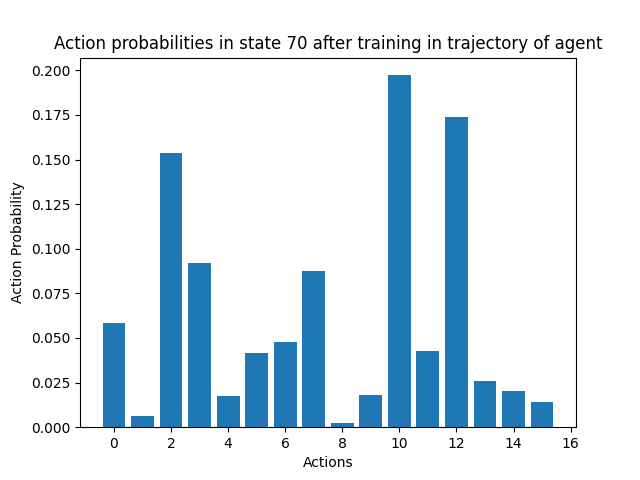 Action probabilities in state 70 after training in trajectory of agent
0.200
0.175
0.150
0.125
0.100
0.075
0.050
0.025
0.000
Action Probability
0 2 4 6 8 10 12 14 16
Actions